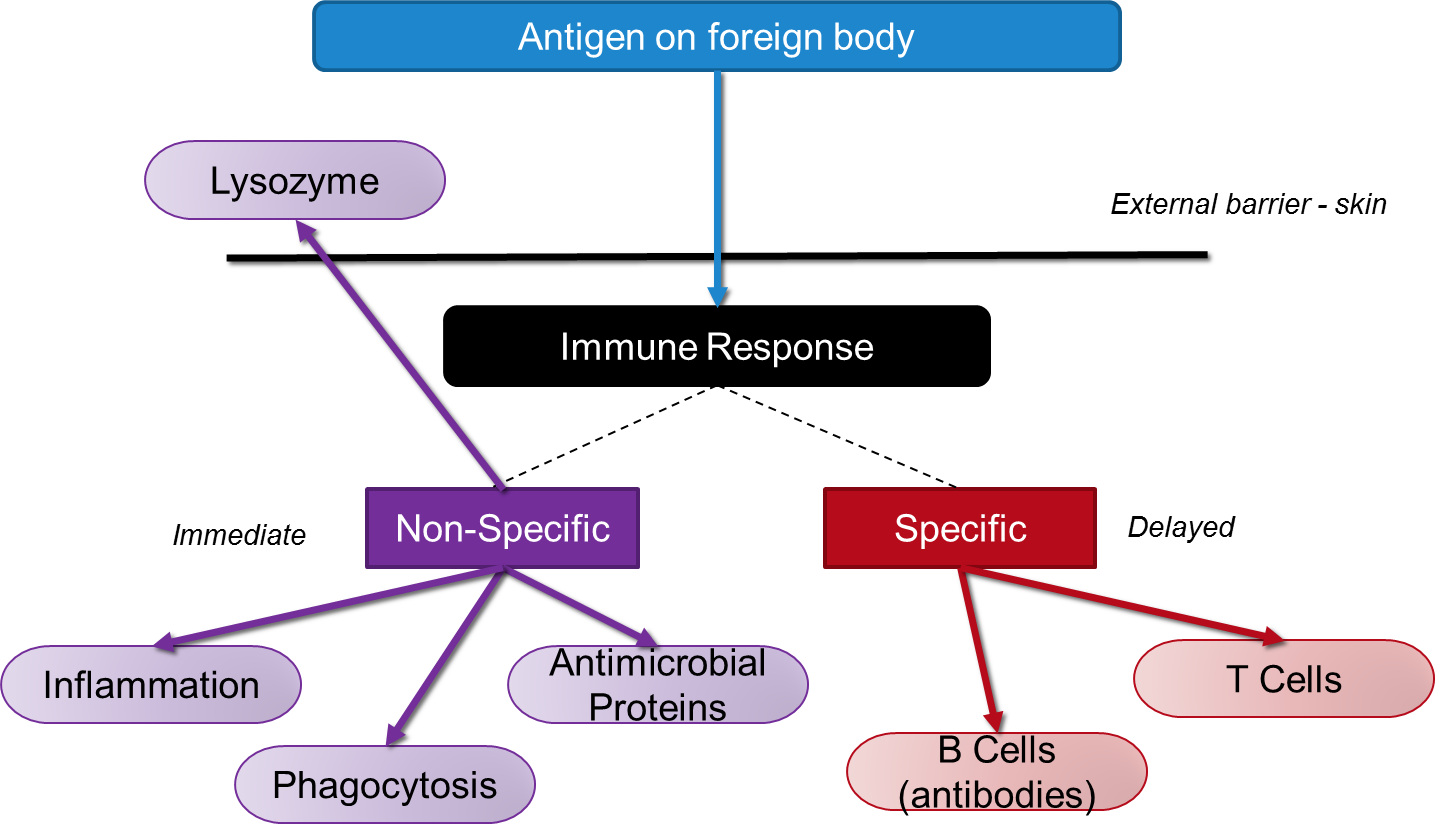 Antigen on foreign body
Lysozyme
External barrier - skin
Immune Response
Immediate
Non-Specific
Specific
Delayed
Inflammation
Antimicrobial
Proteins
T Cells
Phagocytosis
B Cells
(antibodies)